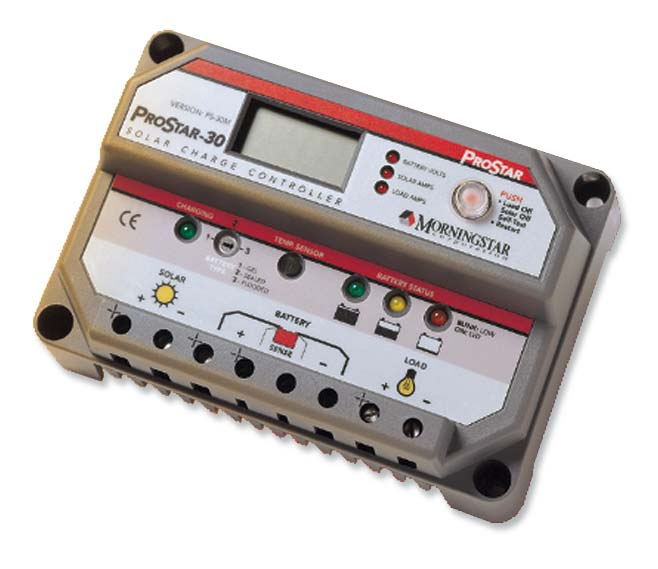 VERSION: PS-30M
PROSTAR-30
SOLAR CHARGE CONTROLLER
BATTERY VOLTS
SOLAR AMPS
LOAD AMPS
PROSTAR
PUSH
• Load Off
Solar Off
Self-Test
• Restart
MORNINGSTAR
corporation
CE
CHARGING
2
1
3
BATTERY
TYPE
1 - GEL
2 - SEALED
3 - FLOODED
TEMP SENSOR
BATTERY STATUS
BLINK: LOW
ON: LVD
SOLAR
+ -
BATTERY
+ -
SENSE
LOAD
+ -